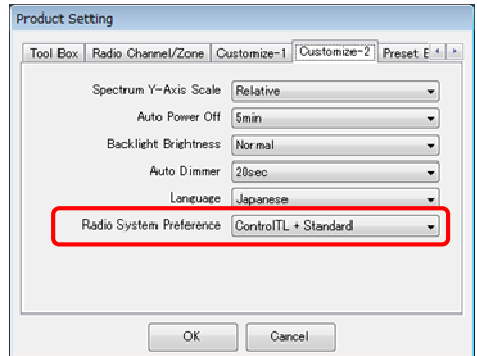 Product Setting
Tool Box Radio Channel/Zone Customize-1 Customize-2 Preset E
Spectrum Y-Axis Scale Relative
Auto Power Off 5min
Backlight Brightness Normal
Auto Dimmer 20sec
Language Japanese
Radio System Preference ControlTL + Standard
OK Cancel